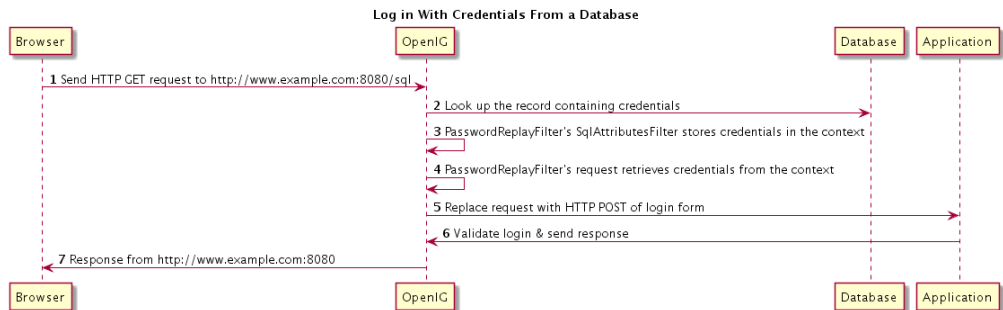 Log in With Credentials From a Database
Browser OpenIG Database Application
1 Send HTTP GET request to http://www.example.com:8080/sql
2 Look up the record containing credentials
3 PasswordReplayFilter's SqlAttributesFilter stores credentials in the context
4 PasswordReplayFilter's request retrieves credentials from the context
5 Replace request with HTTP POST of login form
6 Validate login & send response
7 Response from http://www.example.com:8080
Browser OpenIG Database Application